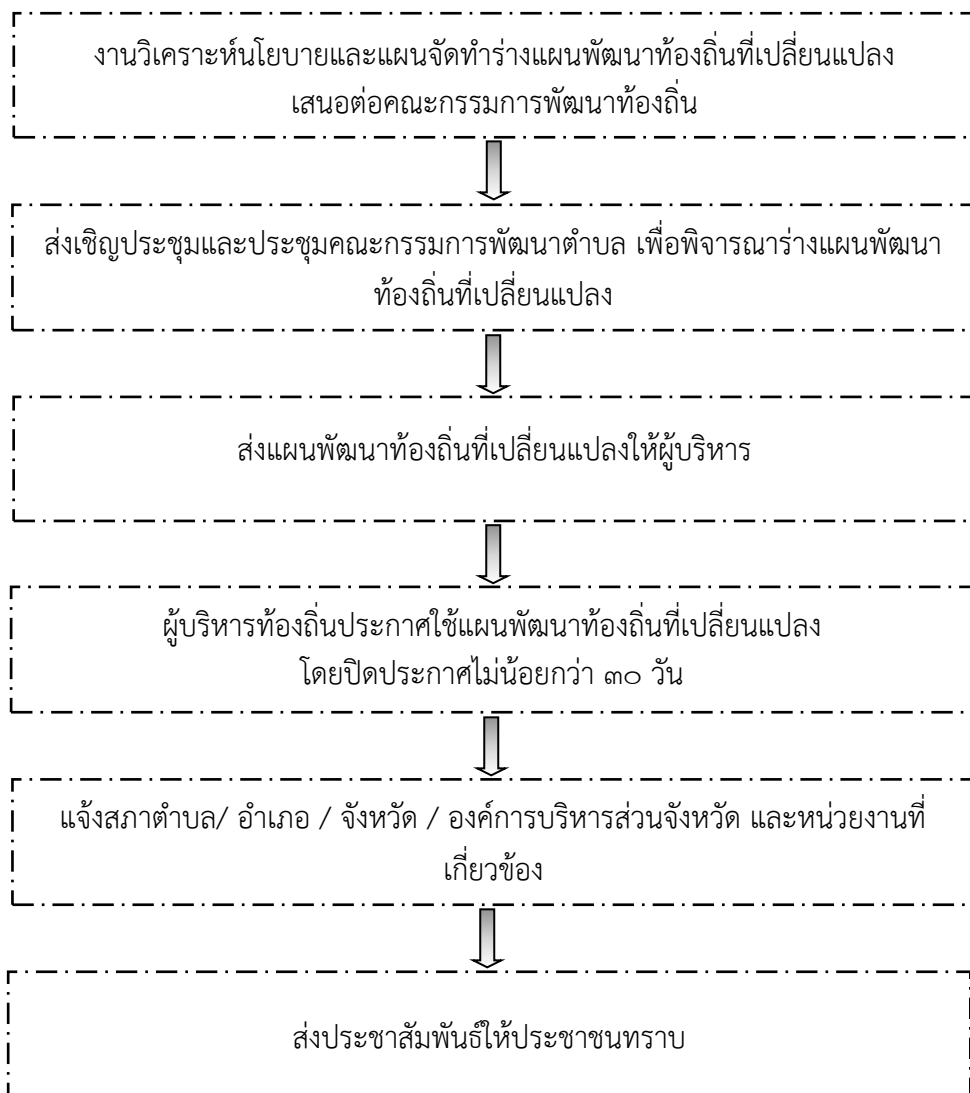 งานวิเคราะห์นโยบายและแผนจัดทำร่างแผนพัฒนาท้องถิ่นที่เปลี่ยนแปลง
เสนอต่อคณะกรรมการพัฒนาท้องถิ่น
ส่งเชิญประชุมและประชุมคณะกรรมการพัฒนาตำบล เพื่อพิจารณาร่างแผนพัฒนา
ท้องถิ่นที่เปลี่ยนแปลง
ส่งแผนพัฒนาท้องถิ่นที่เปลี่ยนแปลงให้ผู้บริหาร
ผู้บริหารท้องถิ่นประกาศใช้แผนพัฒนาท้องถิ่นที่เปลี่ยนแปลง
โดยปิดประกาศไม่น้อยกว่า ๓๐ วัน
แจ้งสภาตำบล/ อำเภอ / จังหวัด / องค์การบริหารส่วนจังหวัด และหน่วยงานที่
เกี่ยวข้อง
ส่งประชาสัมพันธ์ให้ประชาชนทราบ